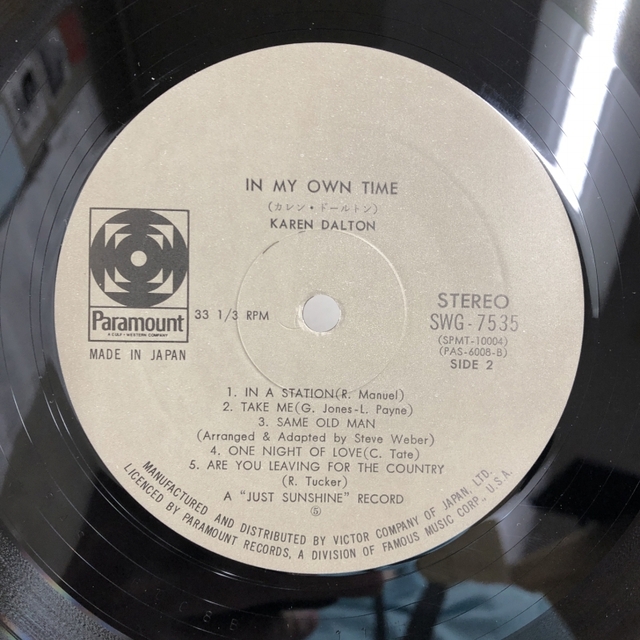 IN MY OWN TIME
(カレン・ドールトン)
KAREN DALTON
Paramount
A GULF+WESTERN COMPANY
MADE IN JAPAN
33 1/3 RPM
STEREO
SWG-7535
(SPMT-10004)
(PAS-6008-B)
SIDE 2
1. IN A STATION(R. Manuel)
2. TAKE ME(G. Jones-L. Payne)
3. SAME OLD MAN
(Arranged & Adapted by Steve Weber)
4. ONE NIGHT OF LOVE(C. Tate)
5. ARE YOU LEAVING FOR THE COUNTRY
(R. Tucker)
A "JUST SUNSHINE" RECORD
MANUFACTURED AND DISTRIBUTED BY VICTOR COMPANY OF JAPAN, LTD.
LICENCED BY PARAMOUNT RECORDS, A DIVISION OF FAMOUS MUSIC CORP., U.S.A.